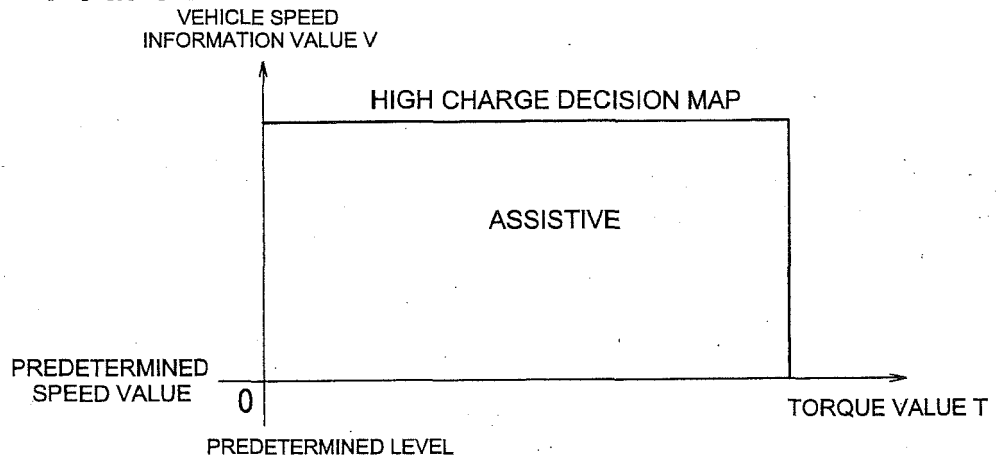 VEHICLE SPEED
INFORMATION VALUE V
HIGH CHARGE DECISION MAP
ASSISTIVE
PREDETERMINED
SPEED VALUE
0
TORQUE VALUE T
PREDETERMINED LEVEL